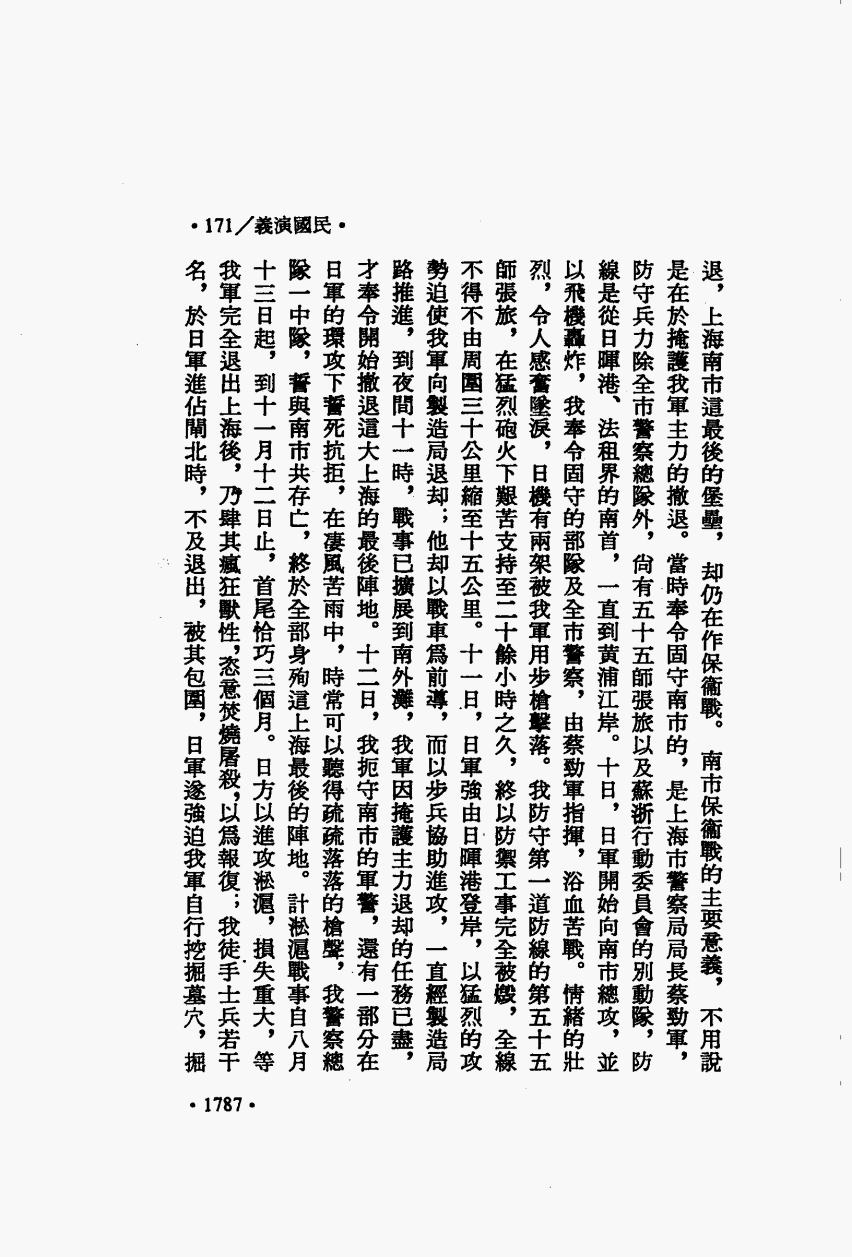 •171／義演國民•
退，上海南市這最後的堡壘，却仍在作保衞戰。南市保衞戰的主要意義，不用說
是在於掩護我軍主力的撤退。當時奉令固守南市的，是上海市警察局局長蔡勁軍，
防守兵力除全市警察總隊外，尙有五十五師張旅以及蘇浙行動委員會的別動隊，防
線是從日暉港、法租界的南首，一直到黃浦江岸。十日，日軍開始向南市總攻，並
以飛機轟炸，我奉令固守的部隊及全市警察，由蔡勁軍指揮，浴血苦戰。情緒的壯
烈，令人感奮墜淚，日機有兩架被我軍用步槍擊落。我防守第一道防線的第五十五
師張旅，在猛烈砲火下艱苦支持至二十餘小時之久，終以防禦工事完全被燬，全線
不得不由周圍三十公里縮至十五公里。十一日，日軍強由日暉港登岸，以猛烈的攻
勢迫使我軍向製造局退却；他却以戰車爲前導，而以步兵協助進攻，一直經製造局
路推進，到夜間十一時，戰事已擴展到南外灘，我軍因掩護主力退却的任務已盡，
才奉令開始撤退這大上海的最後陣地。十二日，我扼守南市的軍警，還有一部分在
日軍的環攻下誓死抗拒，在凄風苦雨中，時常可以聽得疏疏落落的槍聲，我警察總
隊一中隊，誓與南市共存亡，終於全部身殉這上海最後的陣地。計淞滬戰事自八月
十三日起，到十一月十二日止，首尾恰巧三個月。日方以進攻淞滬，損失重大，等
我軍完全退出上海後，乃肆其瘋狂獸性，恣意焚燒屠殺，以爲報復；我徒手士兵若干
名，於日軍進佔閘北時，不及退出，被其包圍，日軍遂強迫我軍自行挖掘墓穴，掘
•1787•